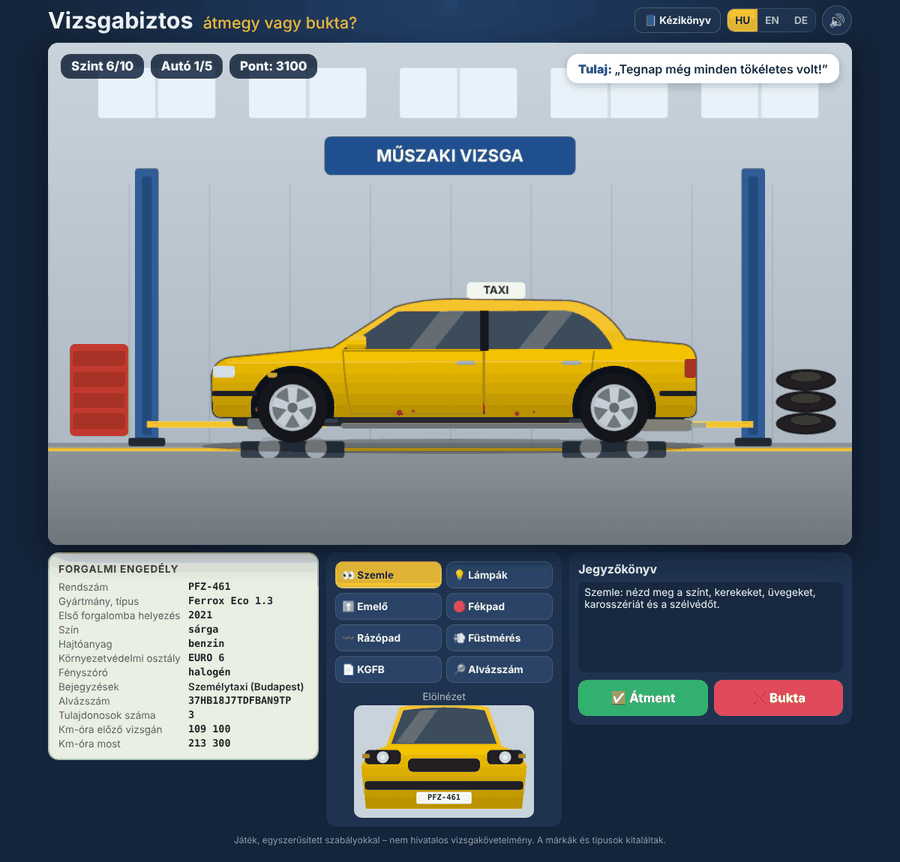 Vizsgabiztos átmegy vagy bukta?
📘 Kézikönyv HU EN DE
Szint 6/10 Autó 1/5 Pont: 3100
Tulaj: „Tegnap még minden tökéletes volt!”
MŰSZAKI VIZSGA
TAXI
FORGALMI ENGEDÉLY
Rendszám PFZ-461
Gyártmány, típus Ferrox Eco 1.3
Első forgalomba helyezés 2021
Szín sárga
Hajtóanyag benzin
Környezetvédelmi osztály EURO 6
Fényszóró halogén
Bejegyzések Személytaxi (Budapest)
Alvázszám 37HB18J7TDFBAN9TP
Tulajdonosok száma 3
Km-óra előző vizsgán 109 100
Km-óra most 213 300
Szemle Lámpák
Emelő Fékpad
Rázópad Füstmérés
KGFB Alvázszám
Elölnézet
PFZ-461
Jegyzőkönyv
Szemle: nézd meg a színt, kerekeket, üvegeket,
karosszériát és a szélvédőt.
Átment Bukta
Játék, egyszerűsített szabályokkal – nem hivatalos vizsgakövetelmény. A márkák és típusok kitaláltak.